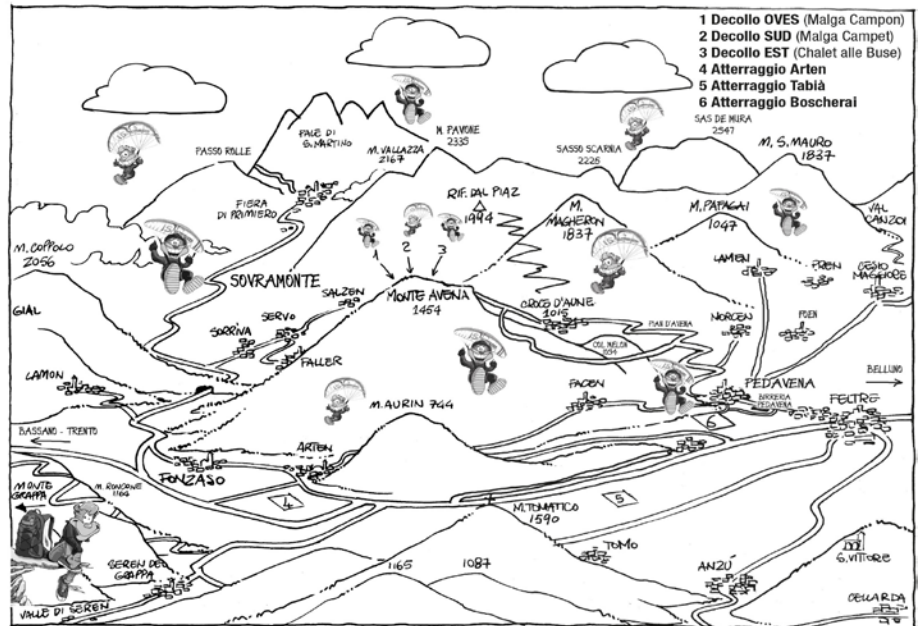 1 Decollo OVES (Malga Campon)
2 Decollo SUD (Malga Campet)
3 Decollo EST (Chalet alle Buse)
4 Atterraggio Arten
5 Atterraggio Tabià
6 Atterraggio Boscherai
SAS DE MURA
2547
PALE DI
S. MARTINO
M. PAVONE
2335
M. VALLAZZA
2167
SASSO SCARNIA
2226
M. S. MAURO
1837
PASSO ROLLE
FIERA
DI PRIMIERO
RIF. DAL PIAZ
1994
M.
MAGHERON
1837
M. PAPAGAI
1047
VAL
CANZOI
M. COPPOLO
2056
1
2
3
SOVRAMONTE
LAMEN
PREN
CESIO
MAGGIORE
GIAL
SALZEN
MONTE AVENA
1454
CROCE D'AUNE
1015
SERVO
SORRIVA
PIAN D'AVENA
NORCEN
FOEN
FALLER
COL MELON
LAMON
FACEN
PEDAVENA
BELLUNO
BIRRERIA
PEDAVENA
FELTRE
M. AURIN 744
6
BASSANO - TRENTO
ARTEN
FONZASO
MONTE
GRAPPA
M. RONCONE
1164
4
5
M. TOMATICO
1590
TOMO
SEREN DEL
GRAPPA
1165
1087
ANZÚ
S. VITTORE
VALLE DI SEREN
CELLARDA